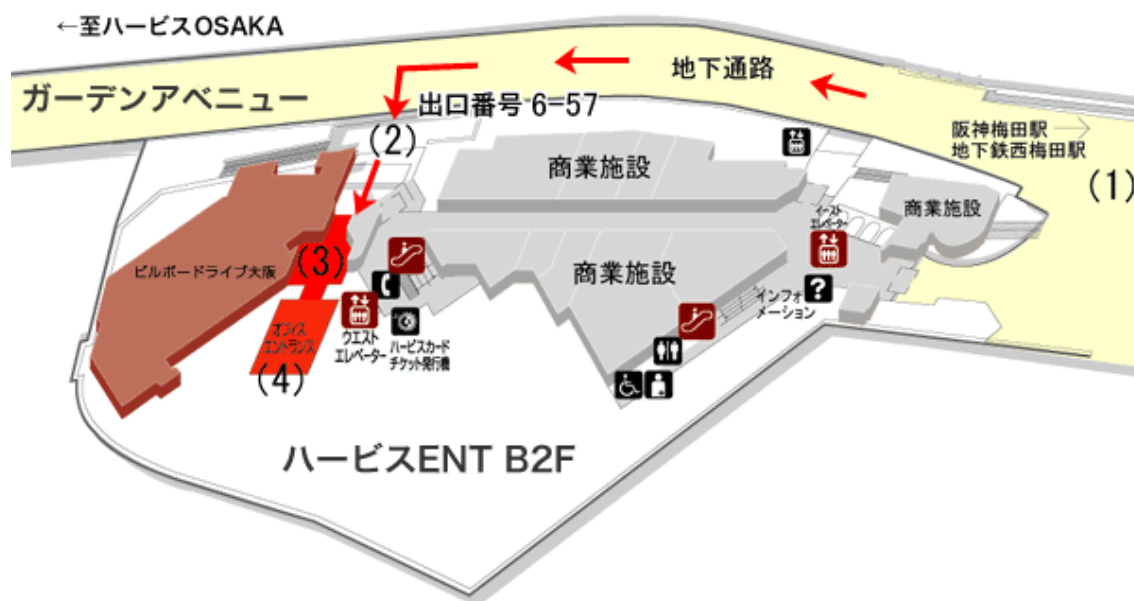 ←至ハービスOSAKA
地下通路
ガーデンアベニュー
出口番号 6=57
阪神梅田駅→
地下鉄西梅田駅
(1)
(2)
商業施設
商業施設
イースト
エレベーター
商業施設
ビルボードライブ大阪
(3)
インフォ
メーション
?
オフィス
エントランス
(4)
ウエスト
エレベーター
ハービスカード
チケット発行機
ハービスENT B2F